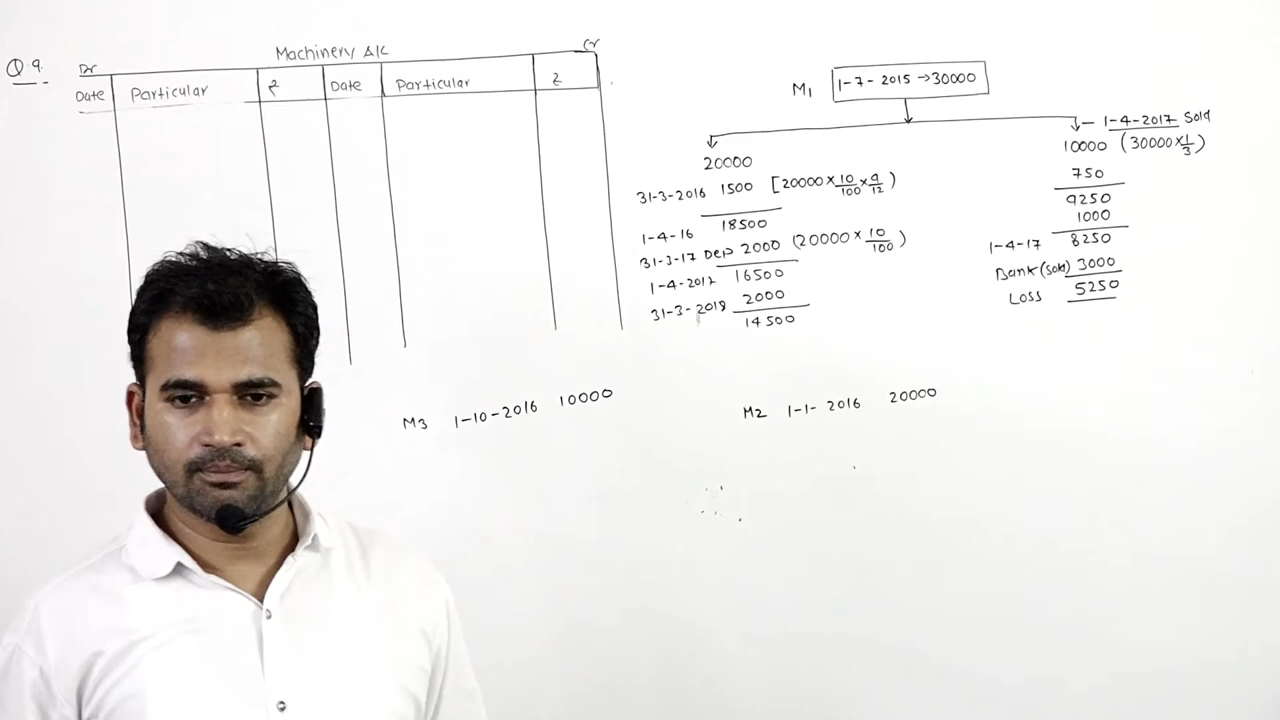 Q 9.
Machinery A/C
Dr
Cr
Date Particular ₹ Date Particular ₹
M1 1-7-2015 → 30000
1-4-2017 Sold
20000
10000 (30000×1/3)
31-3-2016 1500 [20000×10/100×9/12)
750
18500
9250
1-4-16
1000
31-3-17 Dep 2000 (20000×10/100)
1-4-17 8250
1-4-2017 16500
Bank (sold) 3000
31-3-2018 2000
Loss 5250
14500
M3 1-10-2016 10000
M2 1-1-2016 20000